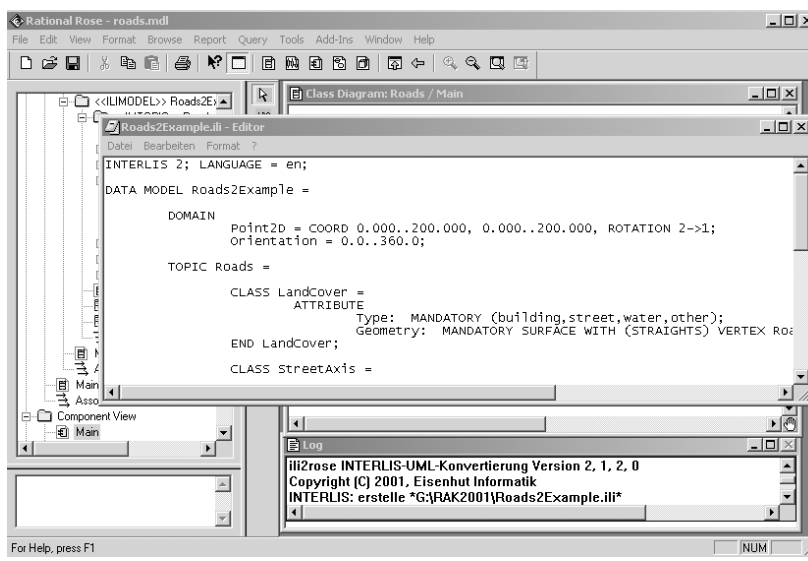 Rational Rose - roads.mdl
File Edit View Format Browse Report Query Tools Add-Ins Window Help
<<ILIMODEL>> Roads2E
Class Diagram: Roads / Main
Roads2Example.ili - Editor
Datei Bearbeiten Format ?
INTERLIS 2; LANGUAGE = en;
DATA MODEL Roads2Example =
DOMAIN
Point2D = COORD 0.000..200.000, 0.000..200.000, ROTATION 2->1;
Orientation = 0.0..360.0;
TOPIC Roads =
CLASS LandCover =
ATTRIBUTE
Type: MANDATORY (building,street,water,other);
Geometry: MANDATORY SURFACE WITH (STRAIGHTS) VERTEX Roa
END LandCover;
CLASS StreetAxis =
Main
Asso
Component View
Main
Log
ili2rose INTERLIS-UML-Konvertierung Version 2, 1, 2, 0
Copyright (C) 2001, Eisenhut Informatik
INTERLIS: erstelle *G:\RAK2001\Roads2Example.ili*
For Help, press F1
NUM